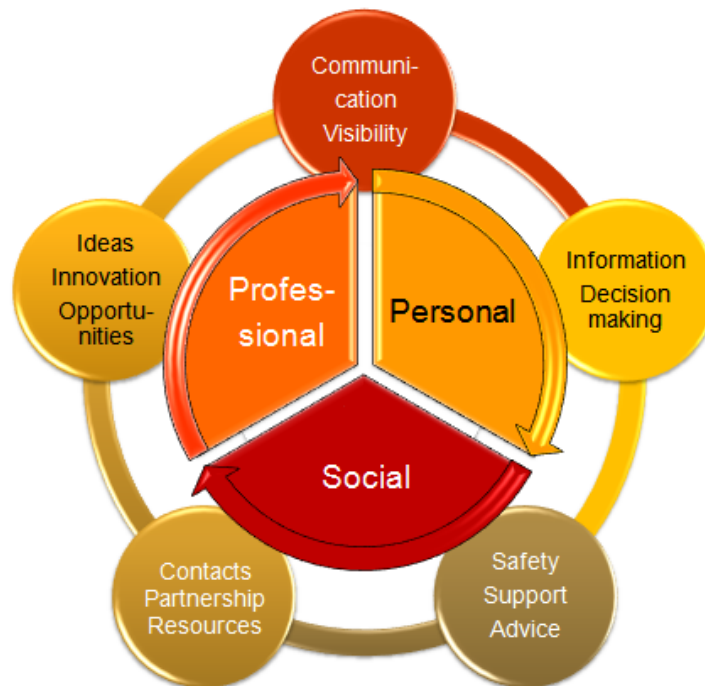 Communi-
cation
Visibility
Ideas
Innovation
Opportu-
nities
Profes-
sional
Personal
Information
Decision
making
Social
Contacts
Partnership
Resources
Safety
Support
Advice